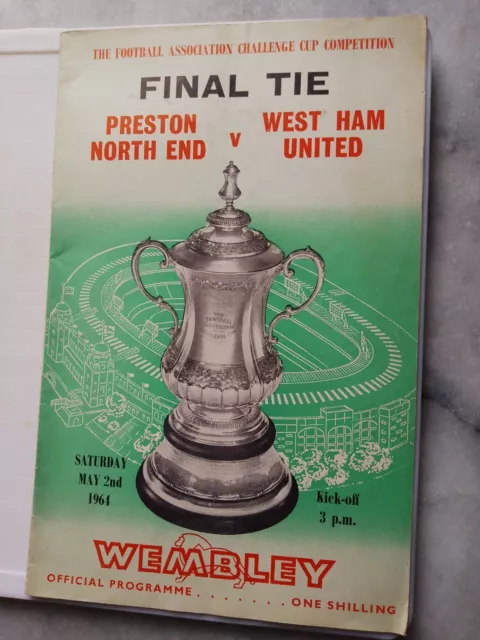 THE FOOTBALL ASSOCIATION CHALLENGE CUP COMPETITION
FINAL TIE
PRESTON
NORTH END
v
WEST HAM
UNITED
SATURDAY
MAY 2nd
1964
Kick-off
3 p.m.
WEMBLEY
OFFICIAL PROGRAMME . . . . . . . ONE SHILLING